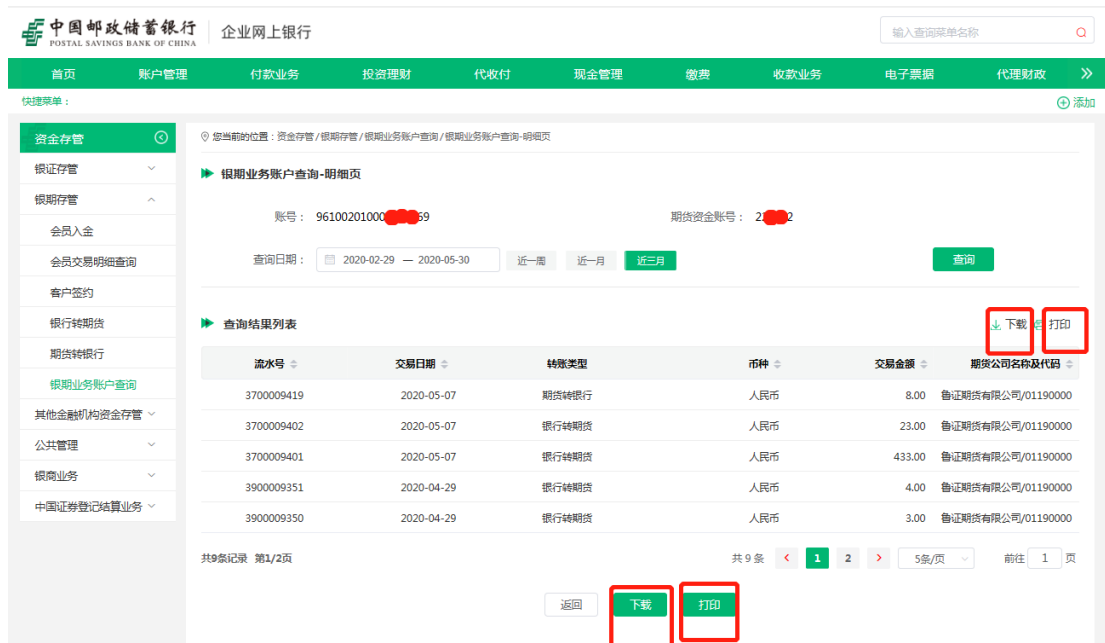 中国邮政储蓄银行 企业网上银行
POSTAL SAVINGS BANK OF CHINA
输入查询菜单名称
首页 账户管理 付款业务 投资理财 代收付 现金管理 缴费 收款业务 电子票据 代理财政
快捷菜单： 添加
资金存管
银证存管
银期存管
会员入金
会员交易明细查询
客户签约
银行转期货
期货转银行
银期业务账户查询
其他金融机构资金存管
公共管理
银商业务
中国证券登记结算业务
您当前的位置：资金存管/银期存管/银期业务账户查询/银期业务账户查询-明细页
银期业务账户查询-明细页
账号： 96100201000 69 期货资金账号： 2 2
查询日期： 2020-02-29 — 2020-05-30 近一周 近一月 近三月 查询
查询结果列表 下载 打印
流水号 交易日期 转账类型 币种 交易金额 期货公司名称及代码
3700009419 2020-05-07 期货转银行 人民币 8.00 鲁证期货有限公司/01190000
3700009402 2020-05-07 银行转期货 人民币 23.00 鲁证期货有限公司/01190000
3700009401 2020-05-07 银行转期货 人民币 433.00 鲁证期货有限公司/01190000
3900009351 2020-04-29 银行转期货 人民币 4.00 鲁证期货有限公司/01190000
3900009350 2020-04-29 银行转期货 人民币 3.00 鲁证期货有限公司/01190000
共9条记录 第1/2页 共 9 条 < 1 2 > 5条/页 前往 1 页
返回 下载 打印